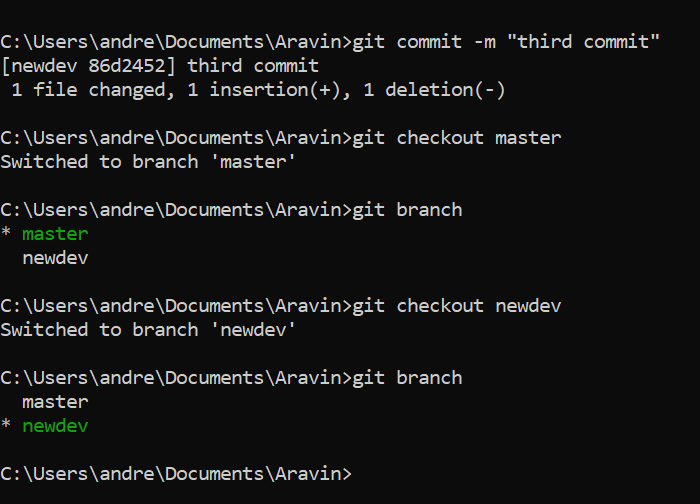 C:\Users\andre\Documents\Aravin>git commit -m "third commit"
[newdev 86d2452] third commit
 1 file changed, 1 insertion(+), 1 deletion(-)
C:\Users\andre\Documents\Aravin>git checkout master
Switched to branch 'master'
C:\Users\andre\Documents\Aravin>git branch
* master
  newdev
C:\Users\andre\Documents\Aravin>git checkout newdev
Switched to branch 'newdev'
C:\Users\andre\Documents\Aravin>git branch
  master
* newdev
C:\Users\andre\Documents\Aravin>